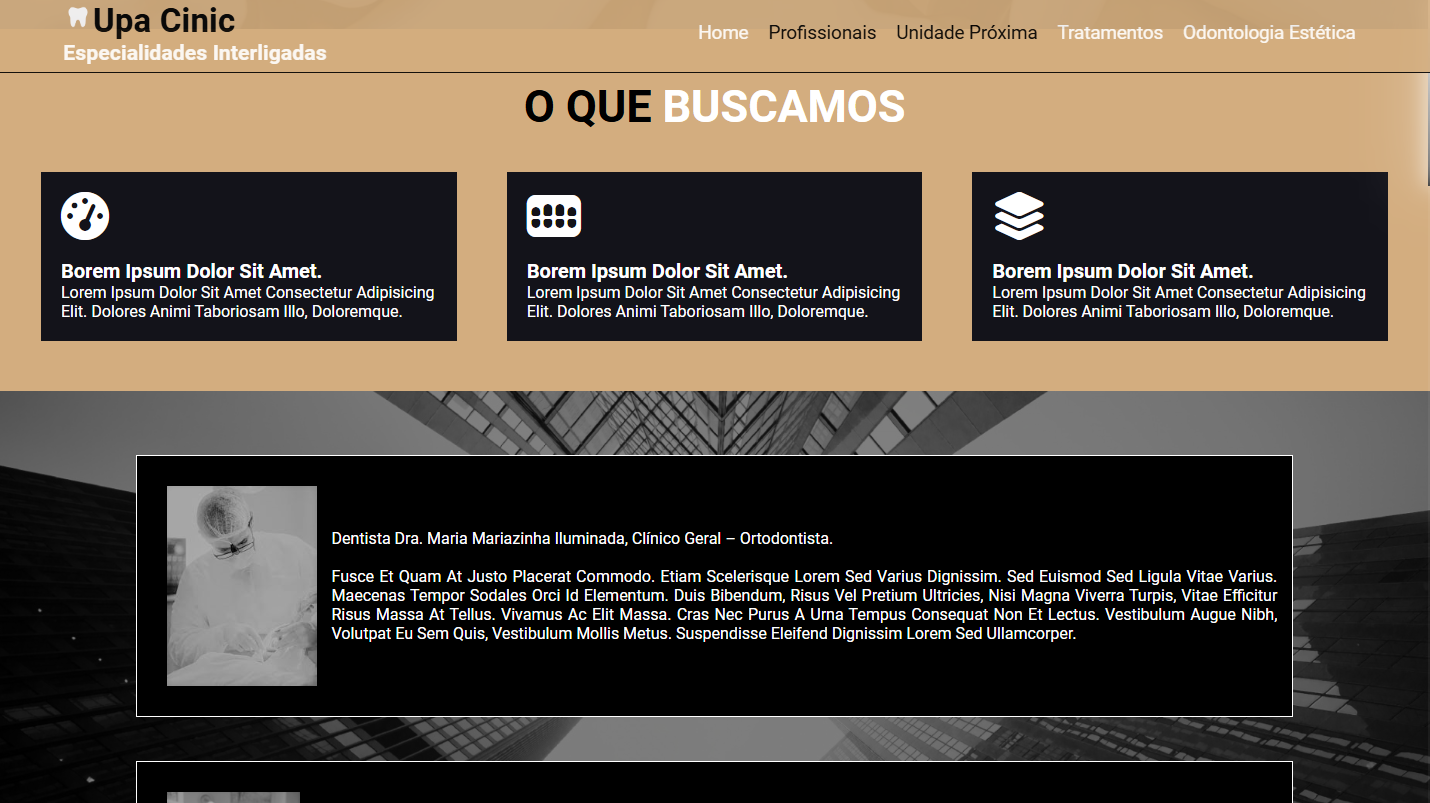 Upa Cinic
Especialidades Interligadas
Home Profissionais Unidade Próxima Tratamentos Odontologia Estética
O QUE BUSCAMOS
Borem Ipsum Dolor Sit Amet.
Lorem Ipsum Dolor Sit Amet Consectetur Adipisicing
Elit. Dolores Animi Taboriosam Illo, Doloremque.
Borem Ipsum Dolor Sit Amet.
Lorem Ipsum Dolor Sit Amet Consectetur Adipisicing
Elit. Dolores Animi Taboriosam Illo, Doloremque.
Borem Ipsum Dolor Sit Amet.
Lorem Ipsum Dolor Sit Amet Consectetur Adipisicing
Elit. Dolores Animi Taboriosam Illo, Doloremque.
Dentista Dra. Maria Mariazinha Iluminada, Clínico Geral – Ortodontista.
Fusce Et Quam At Justo Placerat Commodo. Etiam Scelerisque Lorem Sed Varius Dignissim. Sed Euismod Sed Ligula Vitae Varius.
Maecenas Tempor Sodales Orci Id Elementum. Duis Bibendum, Risus Vel Pretium Ultricies, Nisi Magna Viverra Turpis, Vitae Efficitur
Risus Massa At Tellus. Vivamus Ac Elit Massa. Cras Nec Purus A Urna Tempus Consequat Non Et Lectus. Vestibulum Augue Nibh,
Volutpat Eu Sem Quis, Vestibulum Mollis Metus. Suspendisse Eleifend Dignissim Lorem Sed Ullamcorper.